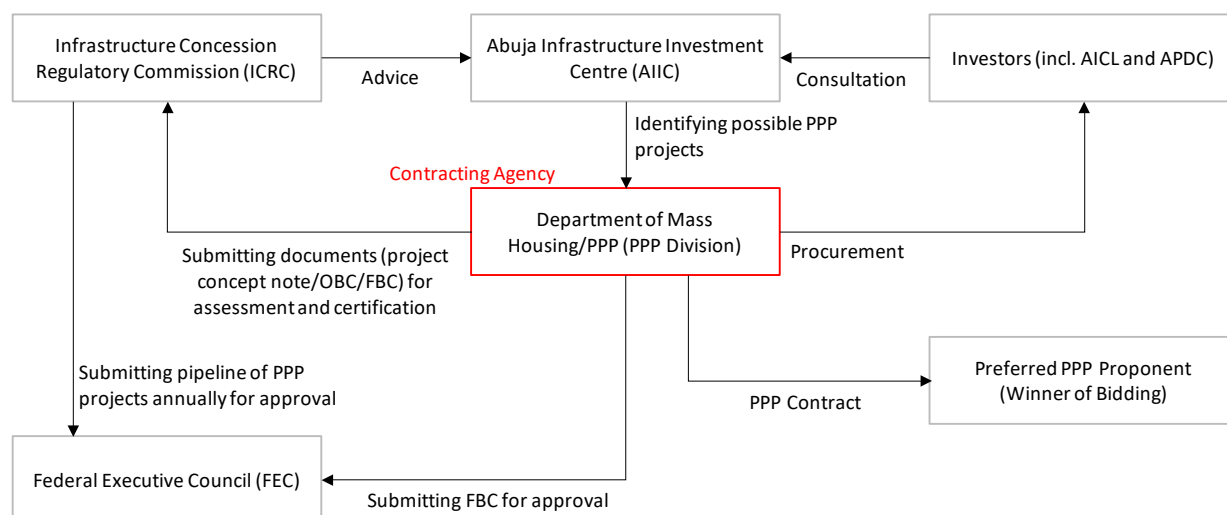 Infrastructure Concession
Regulatory Commission (ICRC)
Advice
Abuja Infrastructure Investment
Centre (AIIC)
Consultation
Investors (incl. AICL and APDC)
Identifying possible PPP
projects
Contracting Agency
Department of Mass
Housing/PPP (PPP Division)
Submitting documents (project
concept note/OBC/FBC) for
assessment and certification
Procurement
Submitting pipeline of PPP
projects annually for approval
PPP Contract
Preferred PPP Proponent
(Winner of Bidding)
Federal Executive Council (FEC)
Submitting FBC for approval